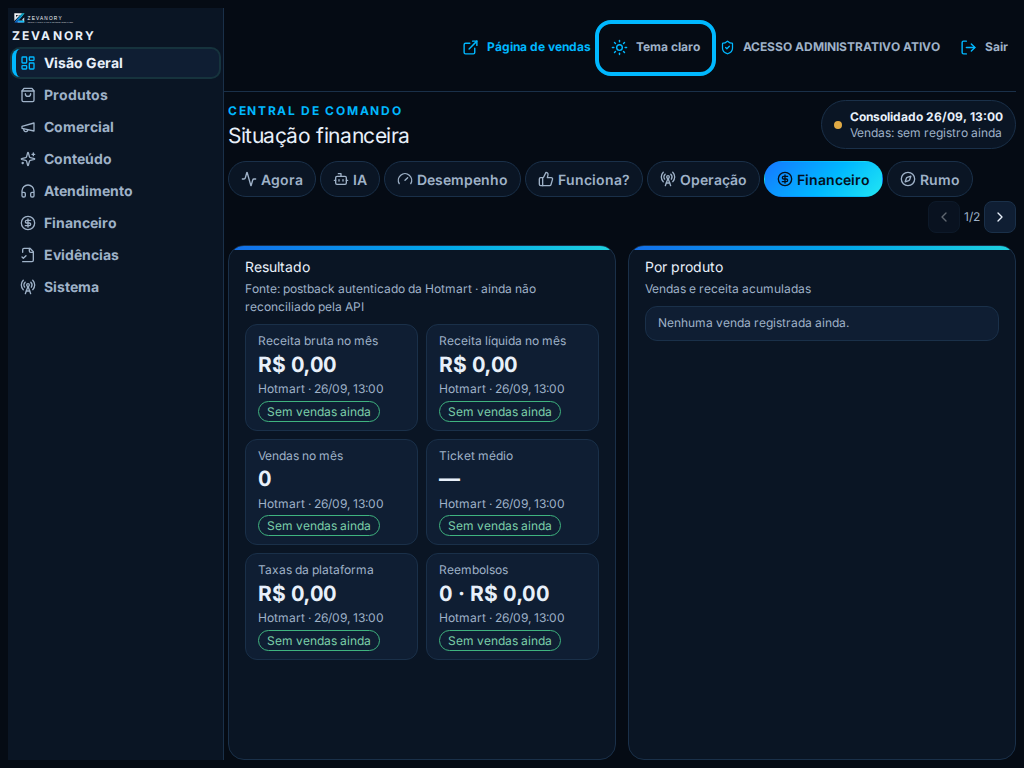 ZEVANORY
ZEVANORY
Visão Geral
Produtos
Comercial
Conteúdo
Atendimento
Financeiro
Evidências
Sistema
Página de vendas
Tema claro
ACESSO ADMINISTRATIVO ATIVO
Sair
CENTRAL DE COMANDO
Situação financeira
Consolidado 26/09, 13:00
Vendas: sem registro ainda
Agora
IA
Desempenho
Funciona?
Operação
Financeiro
Rumo
1/2
Resultado
Fonte: postback autenticado da Hotmart · ainda não
reconciliado pela API
Receita bruta no mês
R$ 0,00
Hotmart · 26/09, 13:00
Sem vendas ainda
Receita líquida no mês
R$ 0,00
Hotmart · 26/09, 13:00
Sem vendas ainda
Vendas no mês
0
Hotmart · 26/09, 13:00
Sem vendas ainda
Ticket médio
—
Hotmart · 26/09, 13:00
Sem vendas ainda
Taxas da plataforma
R$ 0,00
Hotmart · 26/09, 13:00
Sem vendas ainda
Reembolsos
0 · R$ 0,00
Hotmart · 26/09, 13:00
Sem vendas ainda
Por produto
Vendas e receita acumuladas
Nenhuma venda registrada ainda.